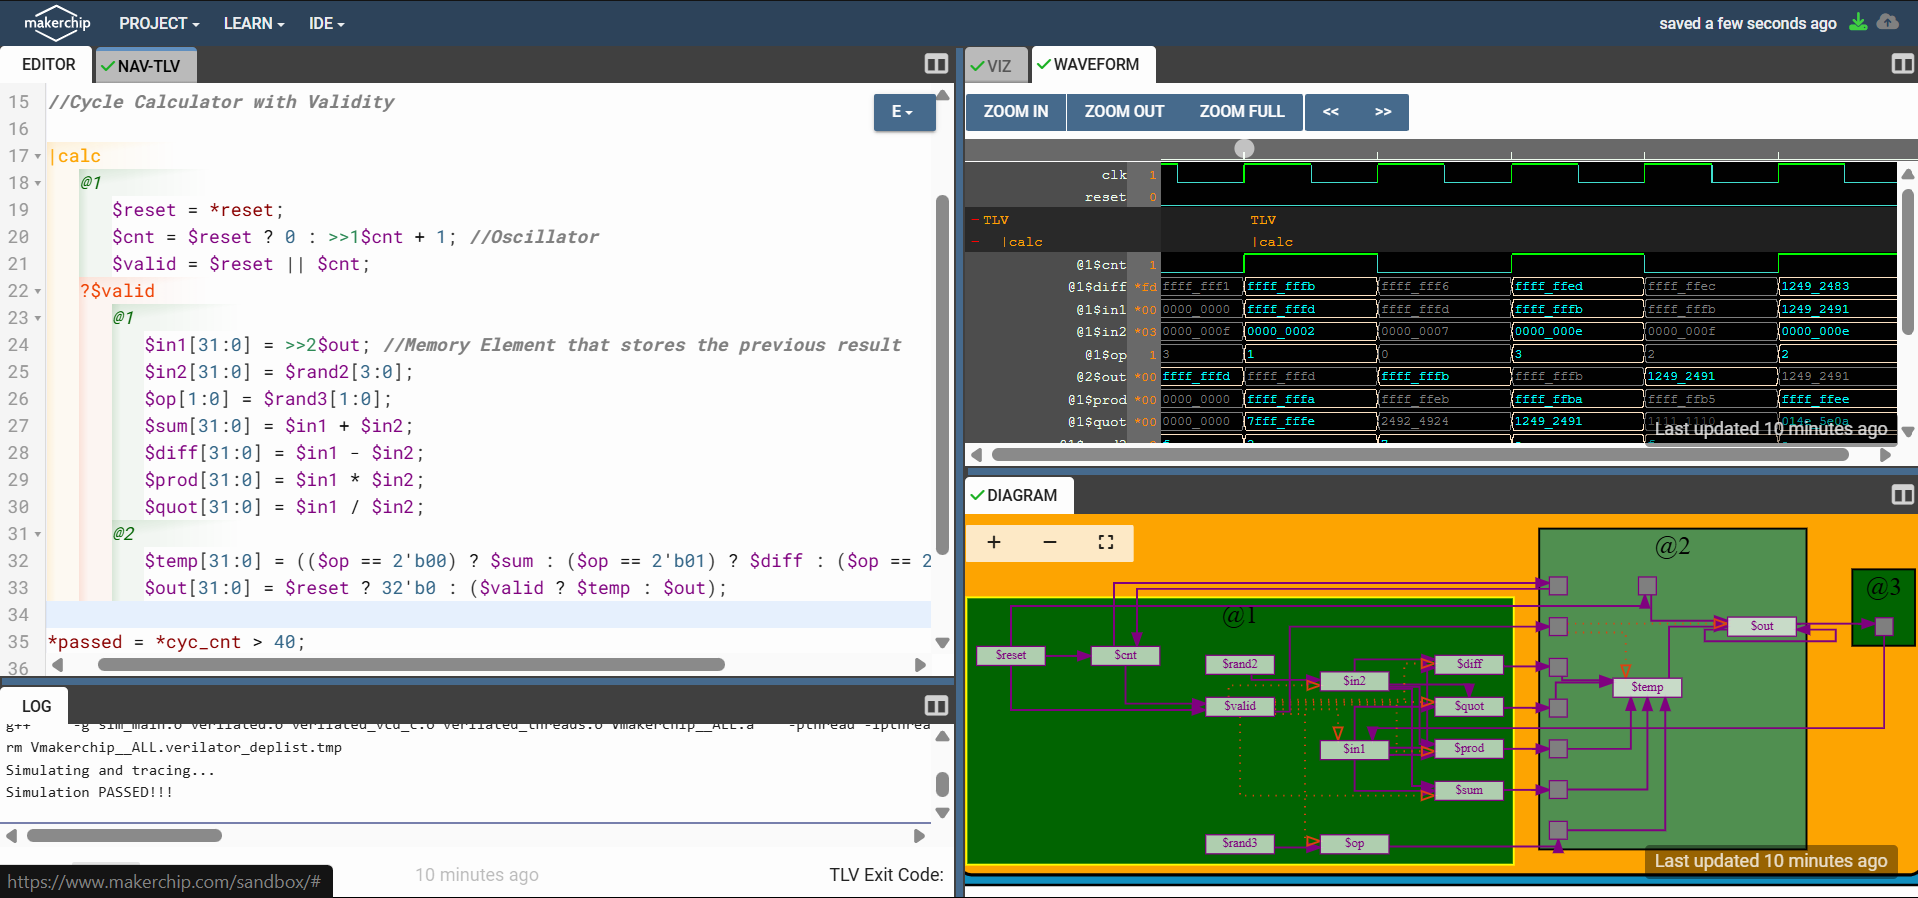 makerchip PROJECT LEARN IDE saved a few seconds ago
EDITOR NAV-TLV
E
15 //Cycle Calculator with Validity
16
17 |calc
18 @1
19 $reset = *reset;
20 $cnt = $reset ? 0 : >>1$cnt + 1; //Oscillator
21 $valid = $reset || $cnt;
22 ?$valid
23 @1
24 $in1[31:0] = >>2$out; //Memory Element that stores the previous result
25 $in2[31:0] = $rand2[3:0];
26 $op[1:0] = $rand3[1:0];
27 $sum[31:0] = $in1 + $in2;
28 $diff[31:0] = $in1 - $in2;
29 $prod[31:0] = $in1 * $in2;
30 $quot[31:0] = $in1 / $in2;
31 @2
32 $temp[31:0] = (($op == 2'b00) ? $sum : ($op == 2'b01) ? $diff : ($op == 2
33 $out[31:0] = $reset ? 32'b0 : ($valid ? $temp : $out);
34
35 *passed = *cyc_cnt > 40;
36
LOG
g++ -g sim_main.o verilated.o verilated_vcd_c.o verilated_threads.o Vmakerchip__ALL.a -pthread -lpthrea
rm Vmakerchip__ALL.verilator_deplist.tmp
Simulating and tracing...
Simulation PASSED!!!
10 minutes ago TLV Exit Code:
https://www.makerchip.com/sandbox/#
VIZ WAVEFORM
ZOOM IN ZOOM OUT ZOOM FULL << >>
clk 1
reset 0
TLV TLV
|calc |calc
@1$cnt 1
@1$diff *fd ffff_fff1 ffff_fffb ffff_fff6 ffff_ffed ffff_ffec 1249_2483
@1$in1 *00 0000_0000 ffff_fffd ffff_fffd ffff_fffb ffff_fffb 1249_2491
@1$in2 *03 0000_000f 0000_0002 0000_0007 0000_000e 0000_000f 0000_000e
@1$op 1 3 1 0 3 2 2
@2$out *00 ffff_fffd ffff_fffd ffff_fffb ffff_fffb 1249_2491 1249_2491
@1$prod *00 0000_0000 ffff_fffa ffff_ffeb ffff_ffba ffff_ffb5 ffff_ffee
@1$quot *00 0000_0000 7fff_fffe 2492_4924 1249_2491
Last updated 10 minutes ago
DIAGRAM
+ −
@1
@2
@3
$reset
$cnt
$rand2
$valid
$in2
$in1
$diff
$quot
$prod
$sum
$rand3
$op
$out
$temp
Last updated 10 minutes ago